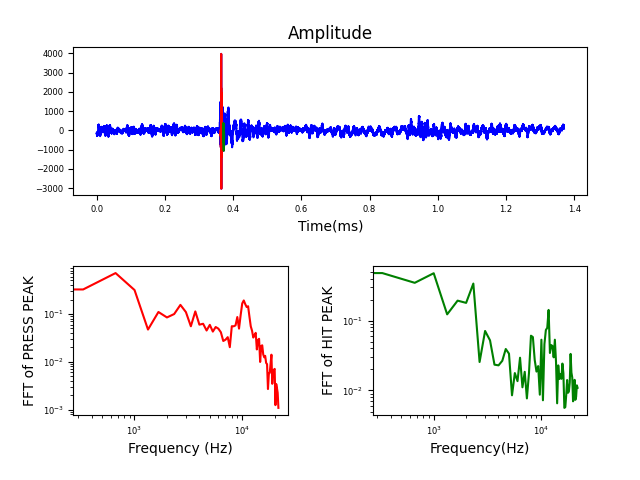 Amplitude
4000
3000
2000
1000
0
−1000
−2000
−3000
0.0 0.2 0.4 0.6 0.8 1.0 1.2 1.4
Time(ms)
FFT of PRESS PEAK
10⁻¹
10⁻²
10⁻³
10³ 10⁴
Frequency (Hz)
FFT of HIT PEAK
10⁻¹
10⁻²
10³ 10⁴
Frequency(Hz)